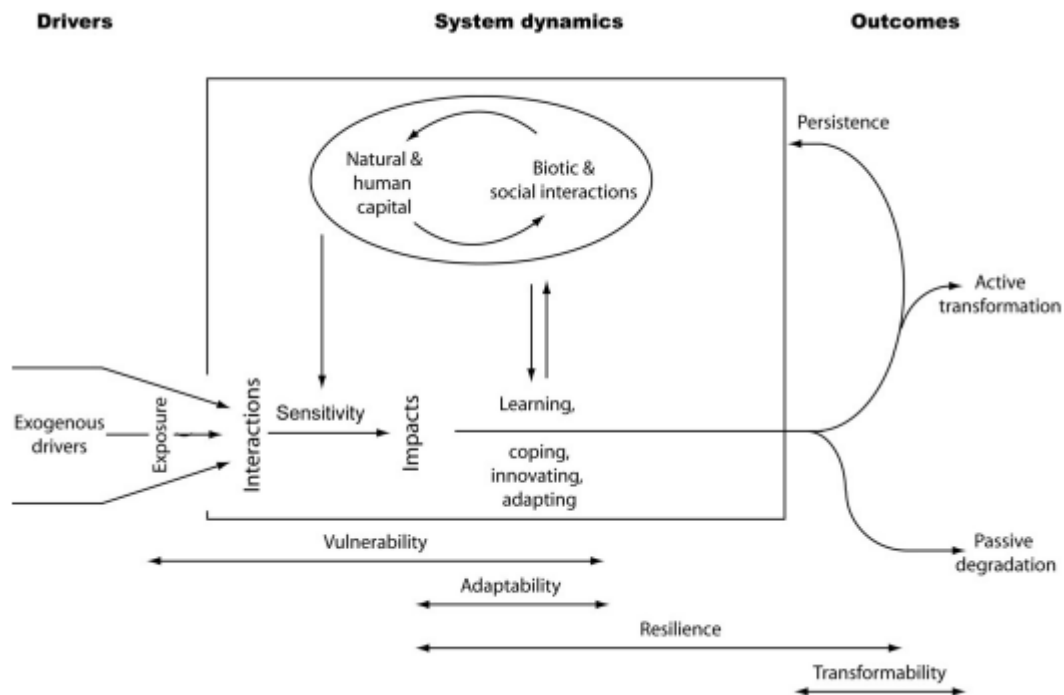 Drivers
System dynamics
Outcomes
Persistence
Natural &
human
capital
Biotic &
social interactions
Active
transformation
Exogenous
drivers
Exposure
Interactions
Sensitivity
Impacts
Learning,
coping,
innovating,
adapting
Passive
degradation
Vulnerability
Adaptability
Resilience
Transformability